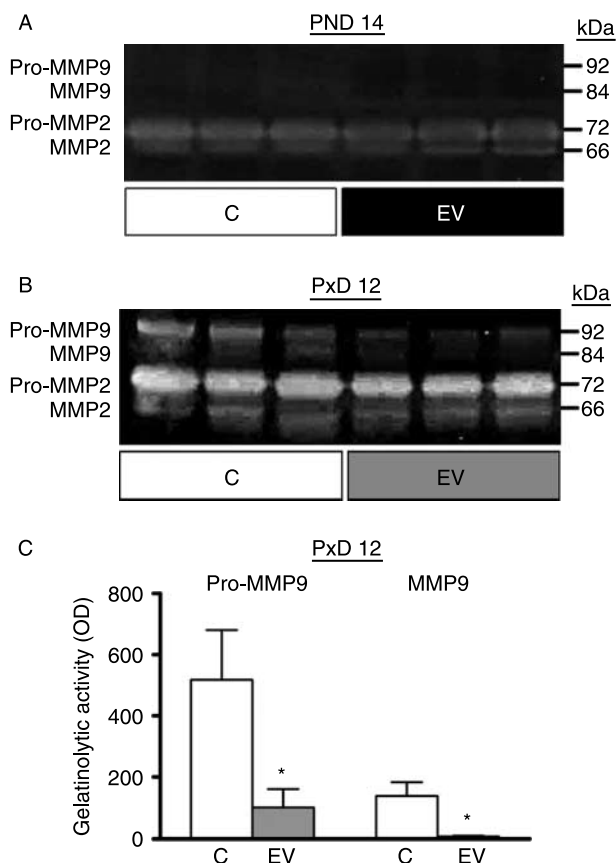 A PND 14 kDa
Pro-MMP9 92
MMP9 84
Pro-MMP2 72
MMP2 66
C EV
B PxD 12 kDa
Pro-MMP9 92
MMP9 84
Pro-MMP2 72
MMP2 66
C EV
C PxD 12
Pro-MMP9 MMP9
Gelatinolytic activity (OD)
800
600
400
200
0
* *
C EV C EV